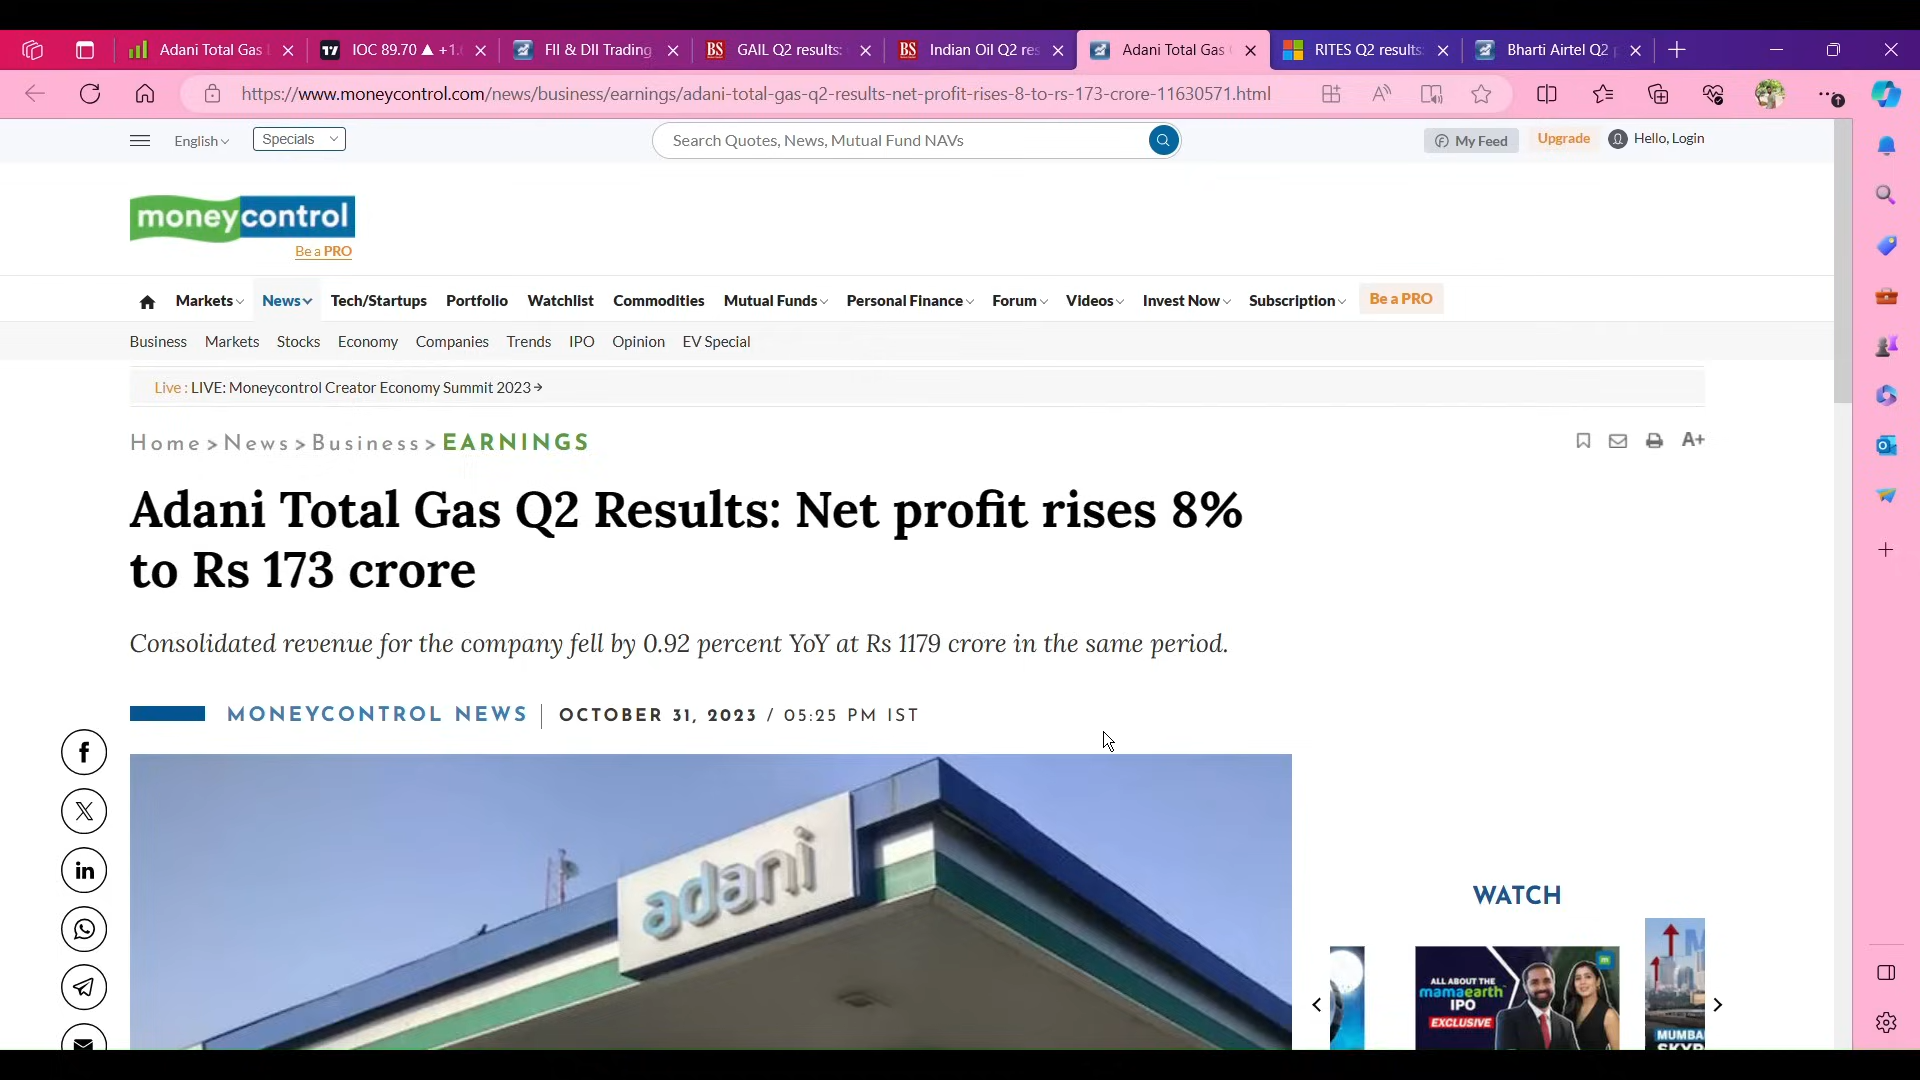 Adani Total Gas
IOC 89.70 ▲ +1.
FII & DII Trading
GAIL Q2 results:
Indian Oil Q2 res
Adani Total Gas
RITES Q2 results:
Bharti Airtel Q2 p
https://www.moneycontrol.com/news/business/earnings/adani-total-gas-q2-results-net-profit-rises-8-to-rs-173-crore-11630571.html
English
Specials
Search Quotes, News, Mutual Fund NAVs
My Feed
Upgrade
Hello, Login
moneycontrol
Be a PRO
Markets
News
Tech/Startups
Portfolio
Watchlist
Commodities
Mutual Funds
Personal Finance
Forum
Videos
Invest Now
Subscription
Be a PRO
Business
Markets
Stocks
Economy
Companies
Trends
IPO
Opinion
EV Special
Live : LIVE: Moneycontrol Creator Economy Summit 2023
Home > News > Business > EARNINGS
A+
Adani Total Gas Q2 Results: Net profit rises 8%
to Rs 173 crore
Consolidated revenue for the company fell by 0.92 percent YoY at Rs 1179 crore in the same period.
MONEYCONTROL NEWS | OCTOBER 31, 2023 / 05:25 PM IST
adani
WATCH
ALL ABOUT THE
mamaearth
IPO
EXCLUSIVE
MUMBA